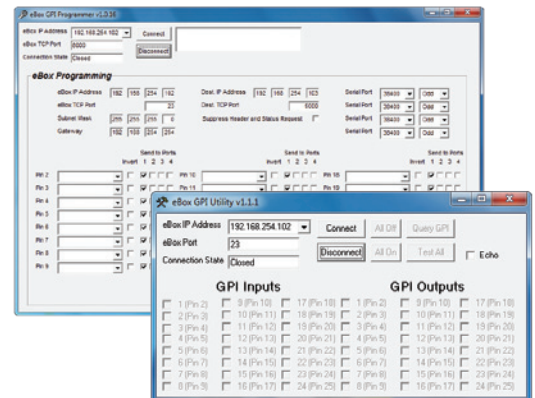 eBox GPI Programmer v1.0.16
eBox IP Address 192.168.254.102 Connect
eBox TCP Port 8000 Disconnect
Connection State Closed
eBox Programming
eBox IP Address 192 168 254 102 Dest. IP Address 192 168 254 103 Serial Port 38400 Odd
eBox TCP Port 23 Dest. TCP Port 8000 Serial Port 38400 Odd
Subnet Mask 255 255 255 0 Suppress Header and Status Request Serial Port 38400 Odd
Gateway 192 168 254 254 Serial Port 38400 Odd
Send to Ports Send to Ports Send to Ports
Invert 1 2 3 4 Invert 1 2 3 4 Invert 1 2 3 4
Pin 2 Pin 10 Pin 18
Pin 3 Pin 11 Pin 19
Pin 4
Pin 5
Pin 6
Pin 7
Pin 8
Pin 9
eBox GPI Utility v1.1.1
eBox IP Address 192.168.254.102 Connect All Off Query GPI
eBox Port 23 Disconnect All On Test All Echo
Connection State Closed
GPI Inputs GPI Outputs
1 (Pin 2) 9 (Pin 10) 17 (Pin 18) 1 (Pin 2) 9 (Pin 10) 17 (Pin 18)
2 (Pin 3) 10 (Pin 11) 18 (Pin 19) 2 (Pin 3) 10 (Pin 11) 18 (Pin 19)
3 (Pin 4) 11 (Pin 12) 19 (Pin 20) 3 (Pin 4) 11 (Pin 12) 19 (Pin 20)
4 (Pin 5) 12 (Pin 13) 20 (Pin 21) 4 (Pin 5) 12 (Pin 13) 20 (Pin 21)
5 (Pin 6) 13 (Pin 14) 21 (Pin 22) 5 (Pin 6) 13 (Pin 14) 21 (Pin 22)
6 (Pin 7) 14 (Pin 15) 22 (Pin 23) 6 (Pin 7) 14 (Pin 15) 22 (Pin 23)
7 (Pin 8) 15 (Pin 16) 23 (Pin 24) 7 (Pin 8) 15 (Pin 16) 23 (Pin 24)
8 (Pin 9) 16 (Pin 17) 24 (Pin 25) 8 (Pin 9) 16 (Pin 17) 24 (Pin 25)